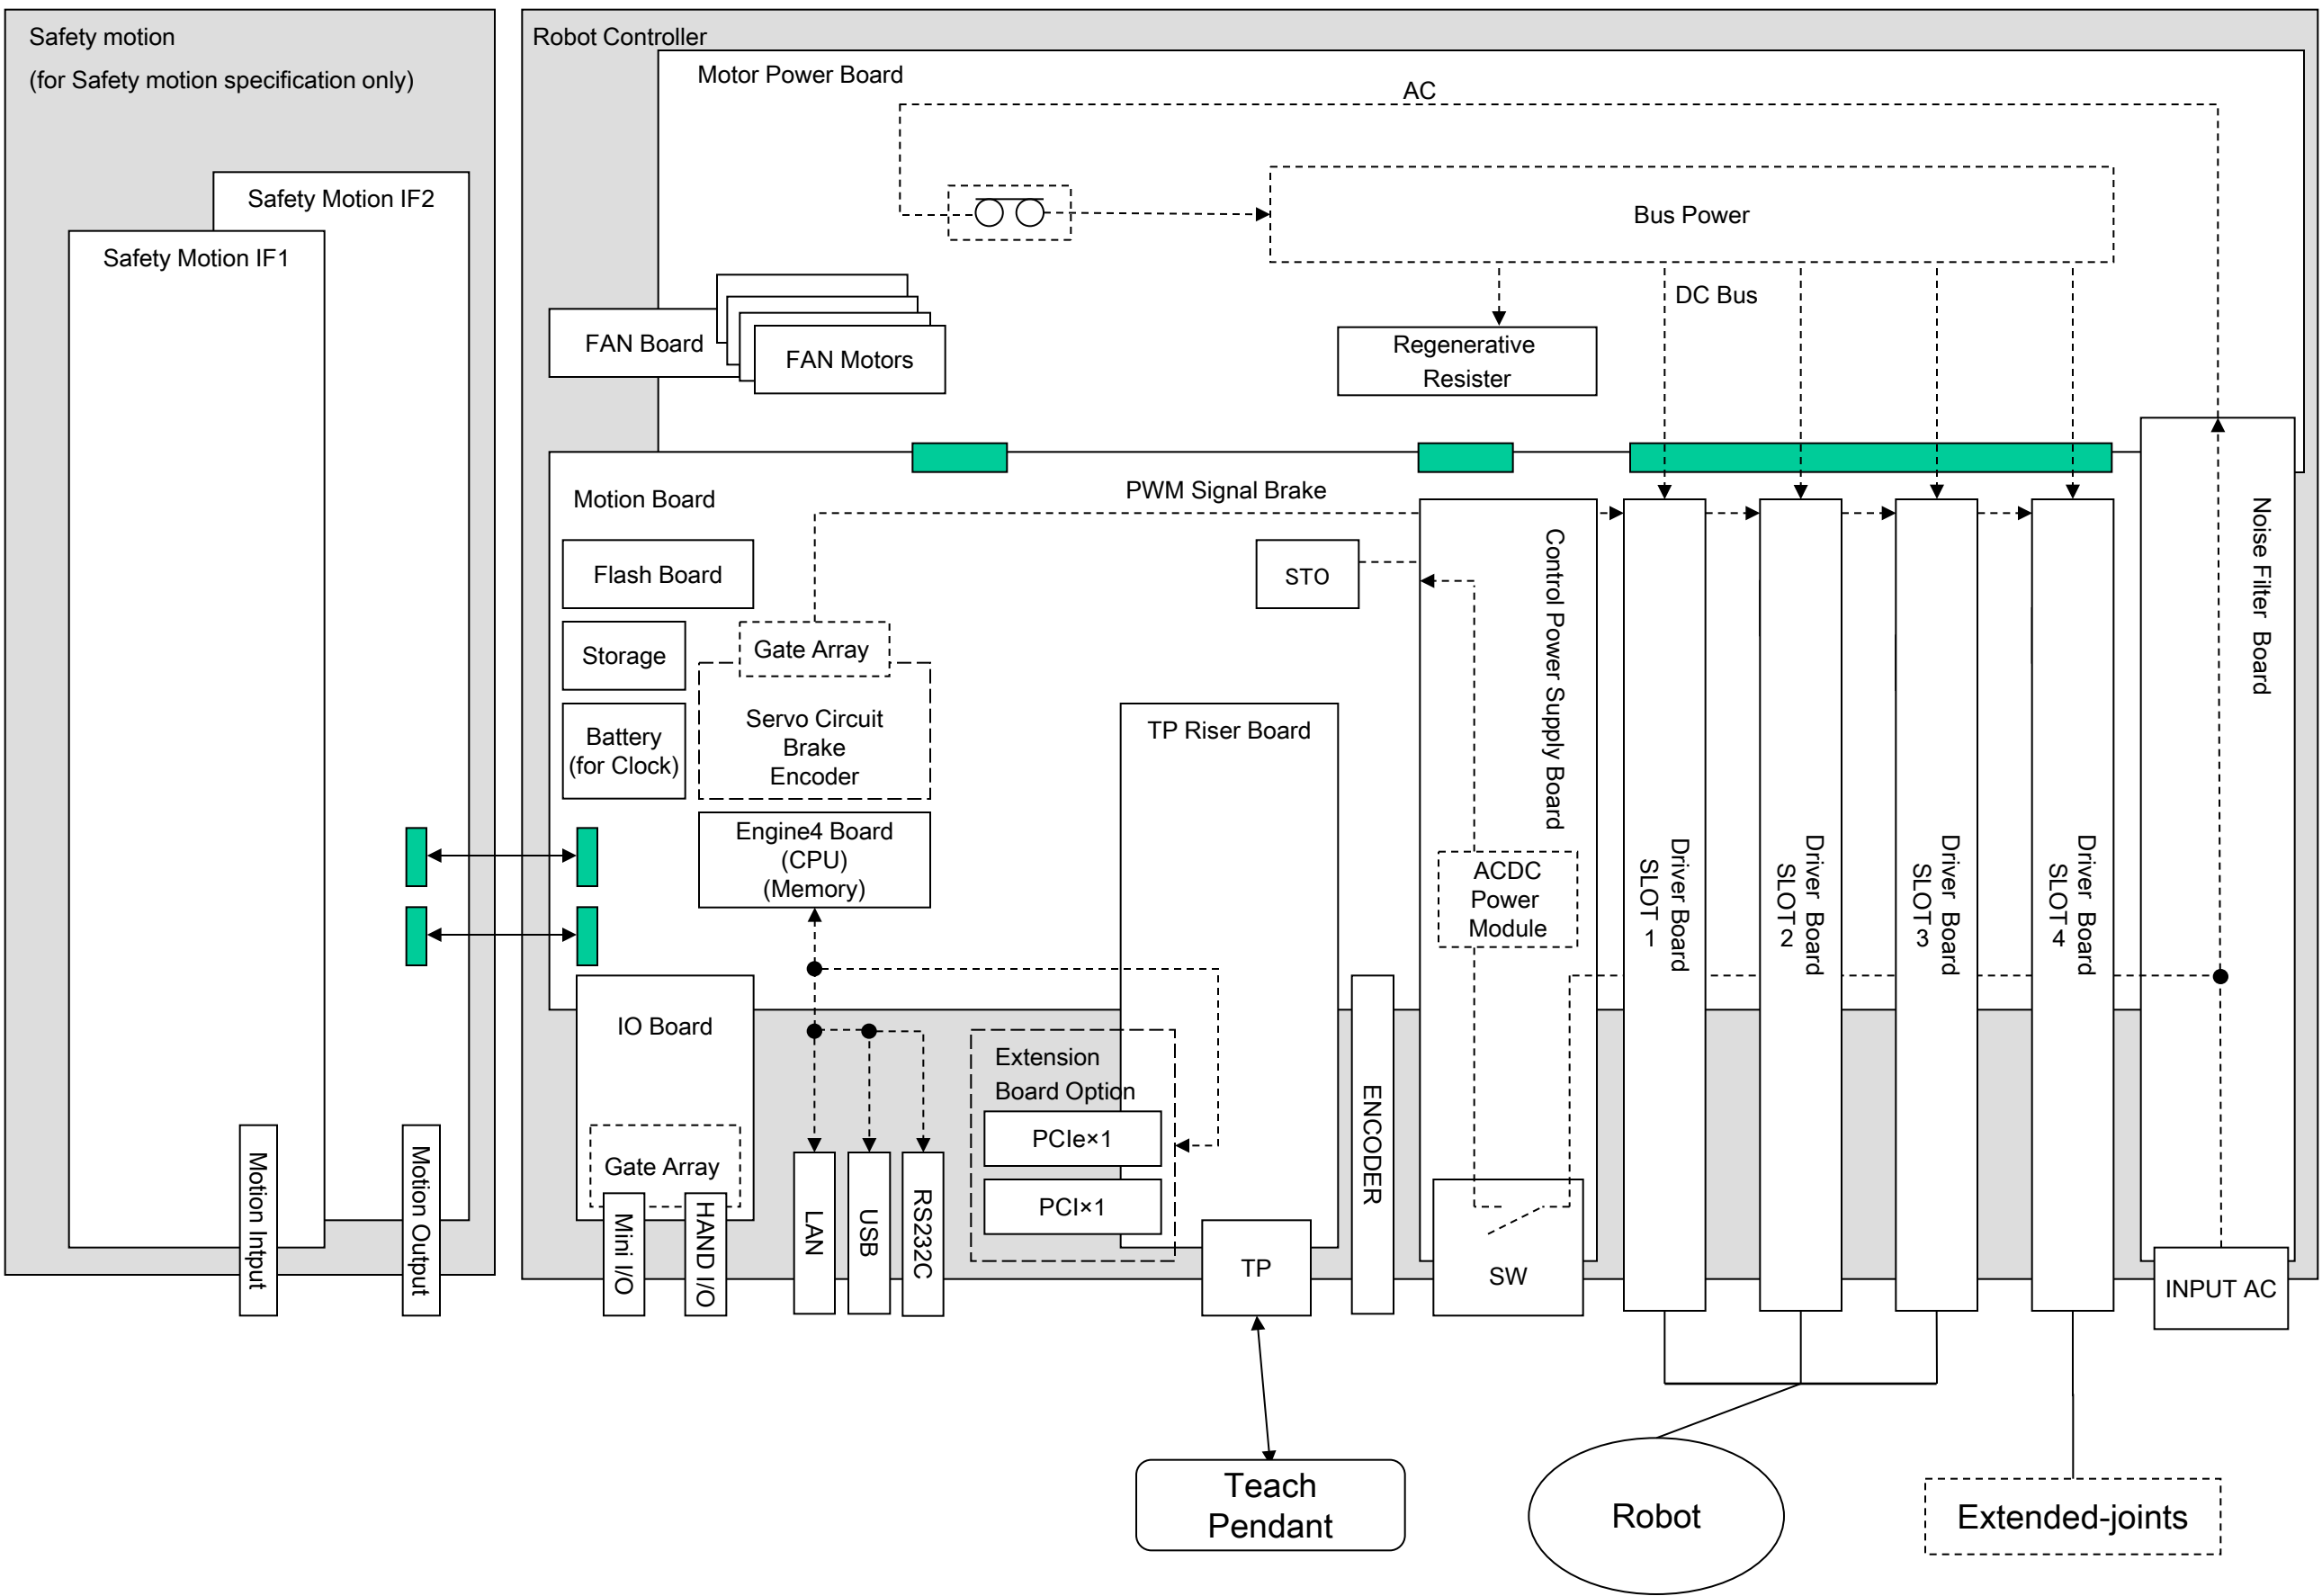 Safety motion
(for Safety motion specification only)
Safety Motion IF2
Safety Motion IF1
Motion Intput
Motion Output
Robot Controller
Motor Power Board
AC
Bus Power
DC Bus
FAN Board
FAN Motors
Regenerative
Resister
Motion Board
PWM Signal Brake
Flash Board
STO
Storage
Gate Array
Battery
(for Clock)
Servo Circuit
Brake
Encoder
Engine4 Board
(CPU)
(Memory)
TP Riser Board
Control Power Supply Board
ACDC
Power
Module
Driver Board
SLOT 1
Driver Board
SLOT 2
Driver Board
SLOT 3
Driver Board
SLOT 4
Noise Filter Board
IO Board
Gate Array
Mini I/O
HAND I/O
LAN
USB
RS232C
Extension
Board Option
PCIe×1
PCI×1
TP
ENCODER
SW
INPUT AC
Teach
Pendant
Robot
Extended-joints